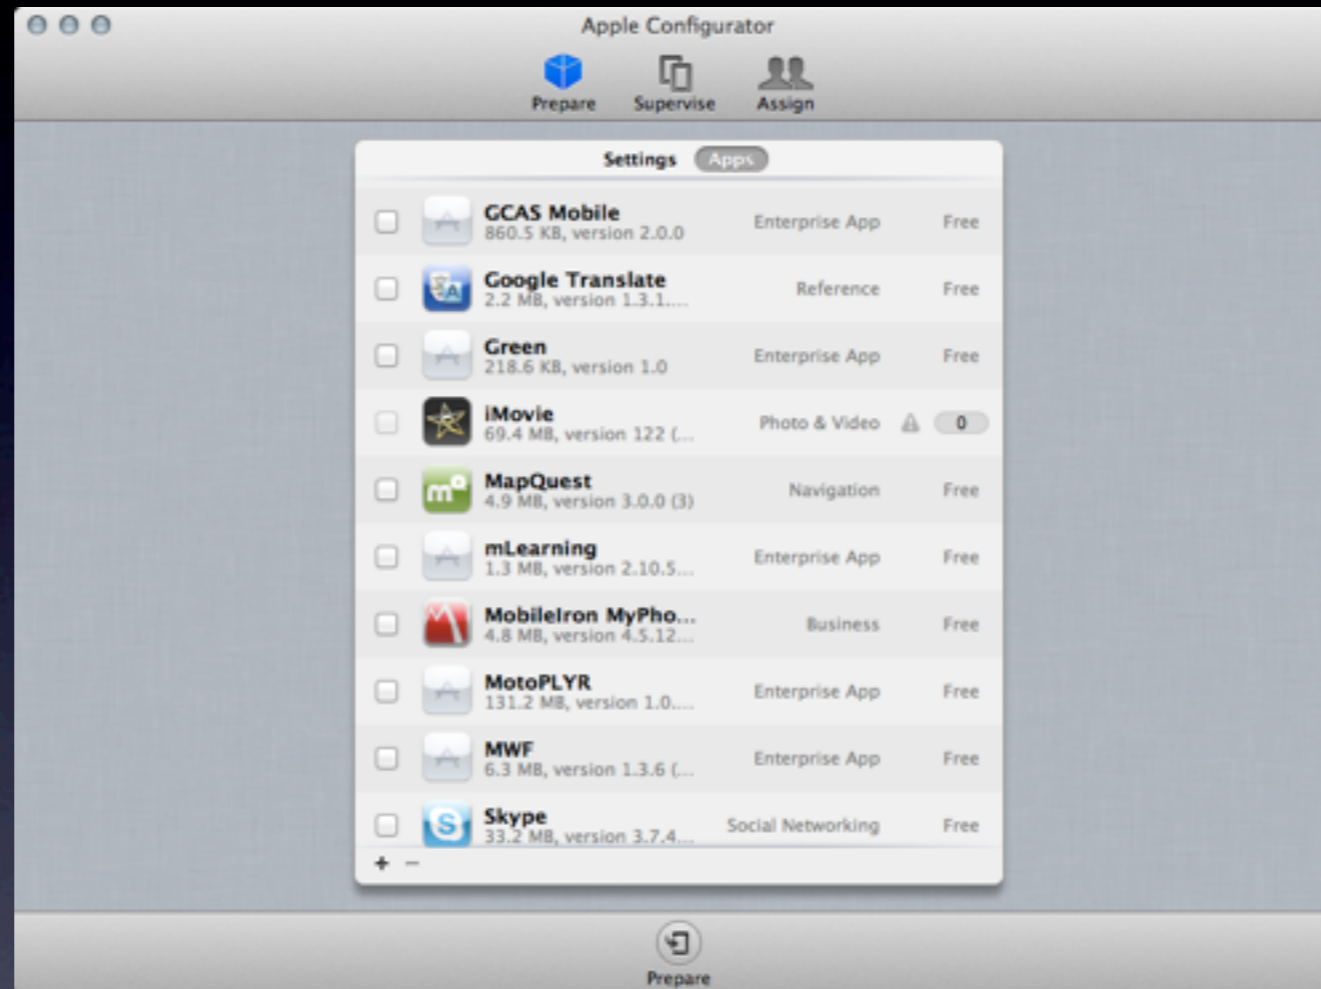 Apple Configurator
Prepare Supervise Assign
Settings Apps
GCAS Mobile
860.5 KB, version 2.0.0 Enterprise App Free
Google Translate
2.2 MB, version 1.3.1.... Reference Free
Green
218.6 KB, version 1.0 Enterprise App Free
iMovie
69.4 MB, version 122 (... Photo & Video 0
MapQuest
4.9 MB, version 3.0.0 (3) Navigation Free
mLearning
1.3 MB, version 2.10.5... Enterprise App Free
MobileIron MyPho...
4.8 MB, version 4.5.12... Business Free
MotoPLYR
131.2 MB, version 1.0.... Enterprise App Free
MWF
6.3 MB, version 1.3.6 (... Enterprise App Free
Skype
33.2 MB, version 3.7.4... Social Networking Free
+ −
Prepare